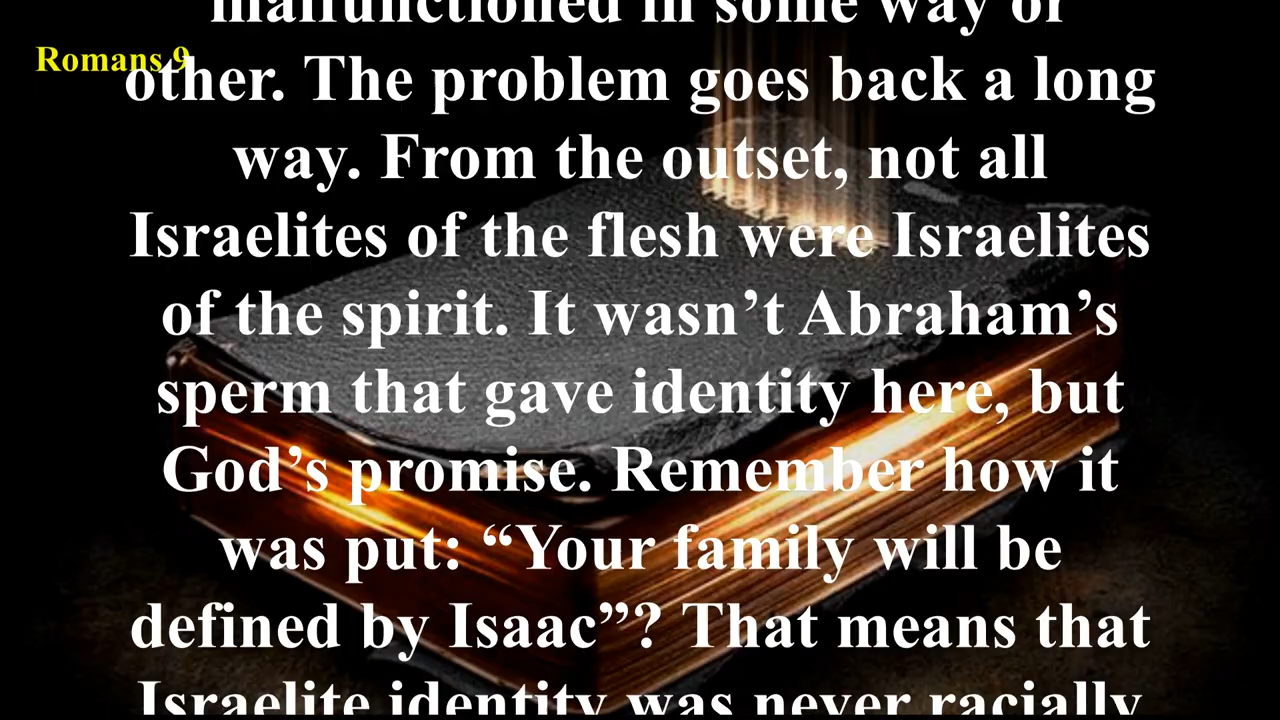 malfunctioned in some way or
Romans 9
other. The problem goes back a long
way. From the outset, not all
Israelites of the flesh were Israelites
of the spirit. It wasn’t Abraham’s
sperm that gave identity here, but
God’s promise. Remember how it
was put: “Your family will be
defined by Isaac”? That means that
Israelite identity was never racially